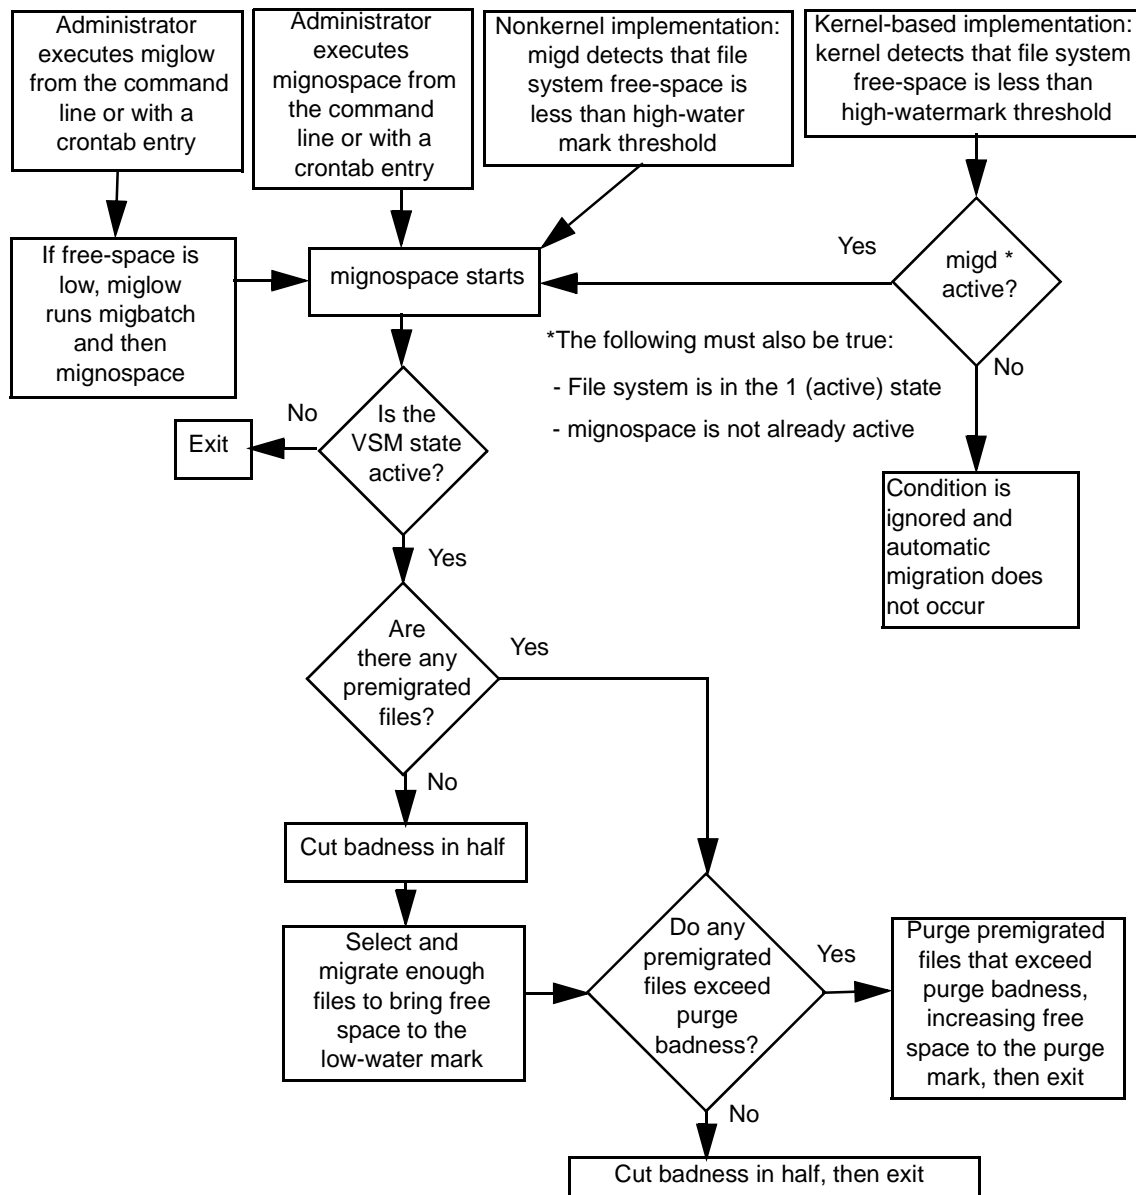 Administrator
executes miglow
from the command
line or with a
crontab entry
Administrator
executes
mignospace from
the command
line or with a
crontab entry
Nonkernel implementation:
migd detects that file
system free-space is
less than high-water
mark threshold
Kernel-based implementation:
kernel detects that file system
free-space is less than
high-watermark threshold
If free-space is
low, miglow
runs migbatch
and then
mignospace
mignospace starts
Yes
migd *
active?
*The following must also be true:
- File system is in the 1 (active) state
- mignospace is not already active
No
No
Exit
Is the
VSM state
active?
Condition is
ignored and
automatic
migration does
not occur
Yes
Are
there any
premigrated
files?
Yes
No
Cut badness in half
Select and
migrate enough
files to bring free
space to the
low-water mark
Do any
premigrated
files exceed
purge
badness?
Yes
Purge premigrated
files that exceed
purge badness,
increasing free
space to the purge
mark, then exit
No
Cut badness in half, then exit